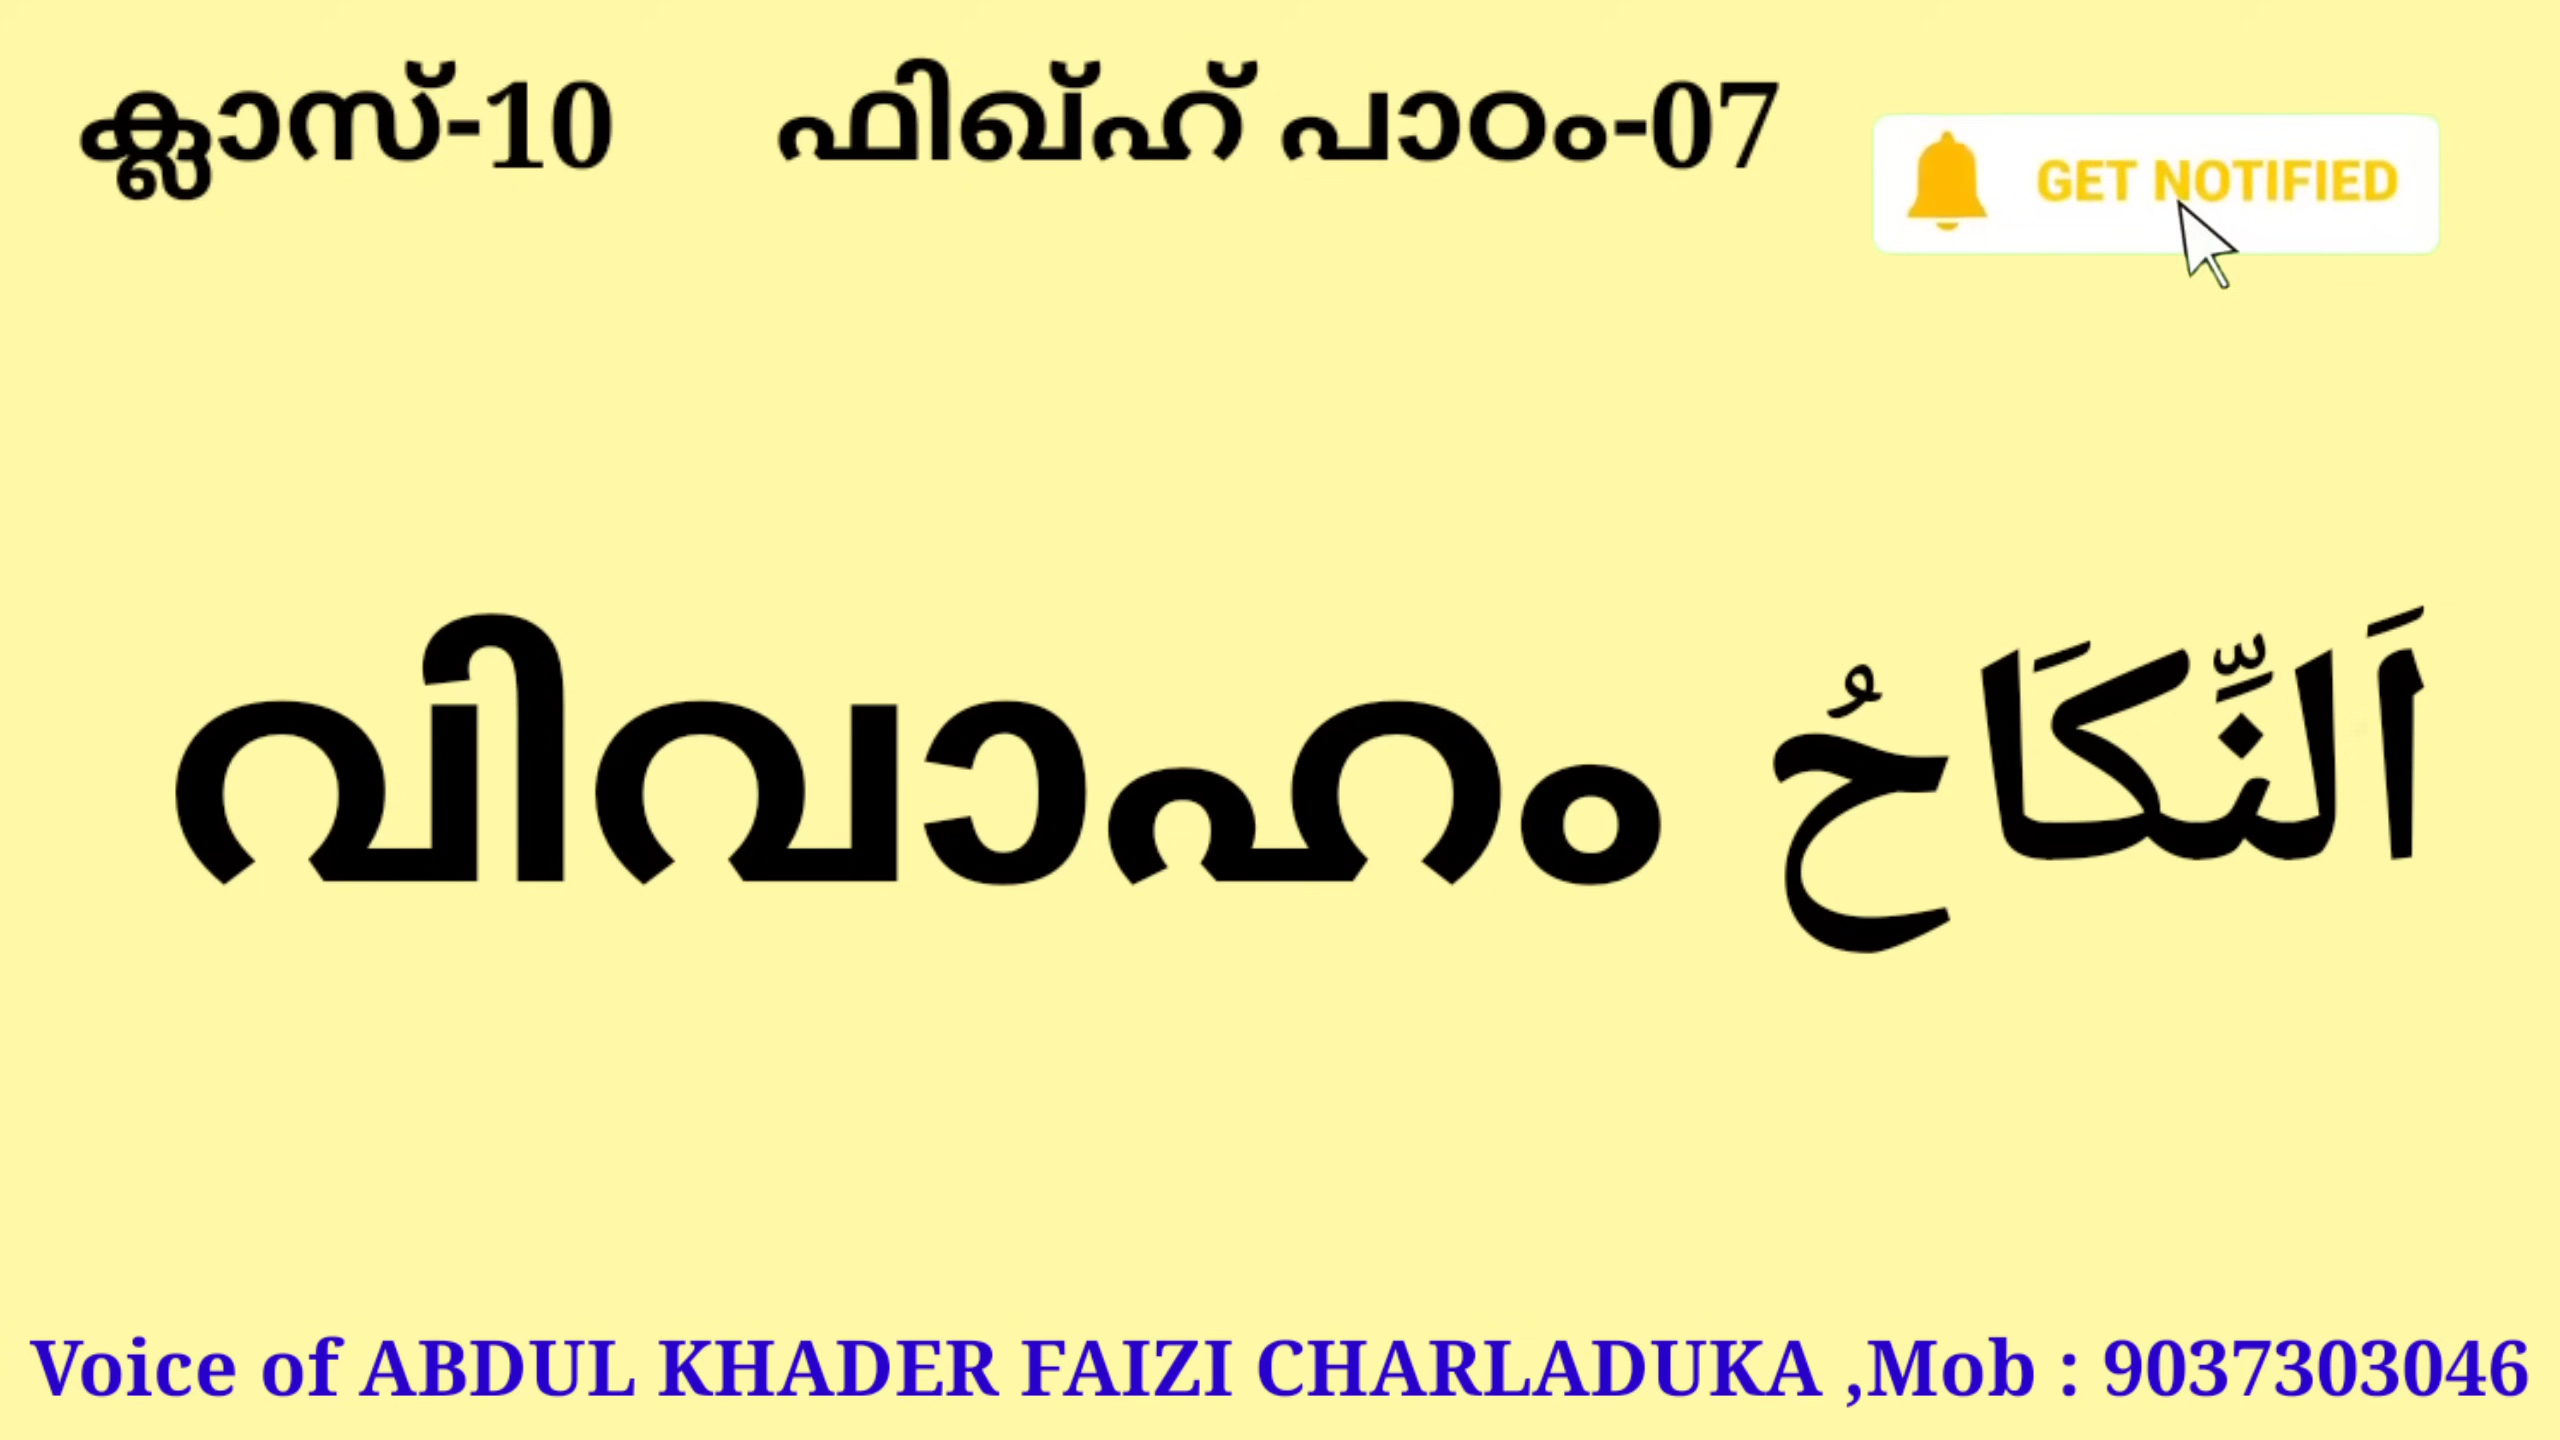 ക്ലാസ്-10 ഫിഖ്ഹ് പാഠം-07
GET NOTIFIED
വിവാഹം اَلنِّكَاحُ
Voice of ABDUL KHADER FAIZI CHARLADUKA ,Mob : 9037303046